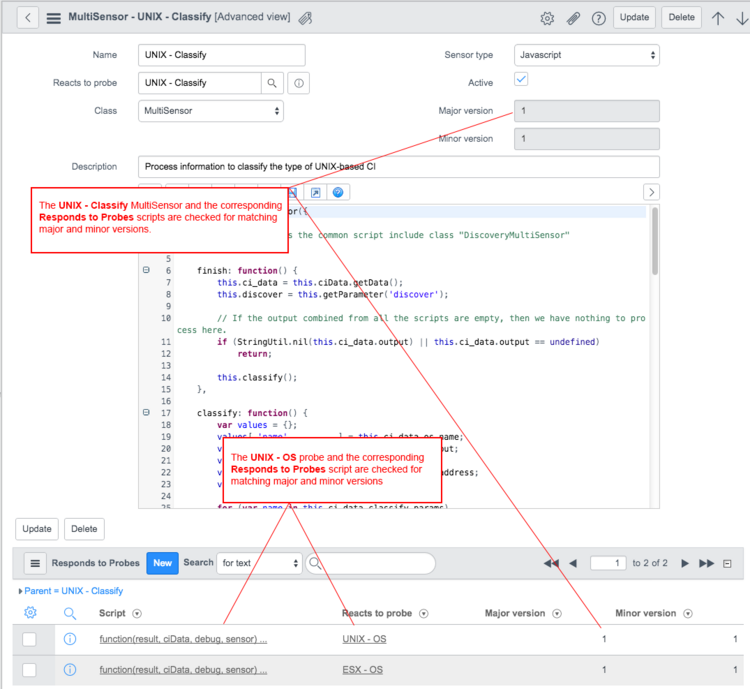 MultiSensor - UNIX - Classify [Advanced view]
Update
Delete
Name
UNIX - Classify
Sensor type
Javascript
Reacts to probe
UNIX - Classify
Active
Class
MultiSensor
Major version
1
Minor version
1
Description
Process information to classify the type of UNIX-based CI
The UNIX - Classify MultiSensor and the corresponding
Responds to Probes scripts are checked for matching
major and minor versions.
or({
s the common script include class "DiscoveryMultiSensor"
5
6 finish: function() {
7 this.ci_data = this.ciData.getData();
8 this.discover = this.getParameter('discover');
9
10 // If the output combined from all the scripts are empty, then we have nothing to pro
cess here.
11 if (StringUtil.nil(this.ci_data.output) || this.ci_data.output == undefined)
12 return;
13
14 this.classify();
15 },
16
17 classify: function() {
18 var values = {};
19 values[ 'name' ] = this.ci_data.os_name;
20 v put;
21 v
22 v address;
23 v
24
25 for (var name in this.ci_data.classify_params)
The UNIX - OS probe and the corresponding
Responds to Probes script are checked for
matching major and minor versions
Update
Delete
Responds to Probes
New
Search
for text
1 to 2 of 2
Parent = UNIX - Classify
Script
Reacts to probe
Major version
Minor version
function(result, ciData, debug, sensor) ...
UNIX - OS
1
1
function(result, ciData, debug, sensor) ...
ESX - OS
1
1